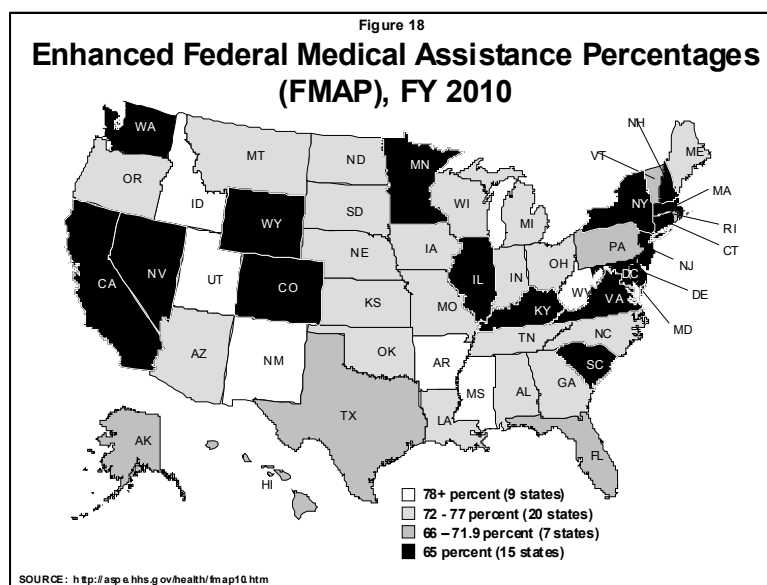 Figure 18
Enhanced Federal Medical Assistance Percentages
(FMAP), FY 2010
WA
OR
CA
NV
ID
MT
WY
UT
CO
AZ
NM
ND
SD
NE
KS
OK
TX
MN
IA
MO
AR
LA
WI
IL
MI
IN
OH
KY
TN
MS
AL
GA
FL
SC
NC
VA
WV
DC
PA
NY
VT
NH
ME
MA
RI
CT
NJ
DE
MD
AK
HI
78+ percent (9 states)
72 - 77 percent (20 states)
66 – 71.9 percent (7 states)
65 percent (15 states)
SOURCE: http://aspe.hhs.gov/health/fmap10.htm